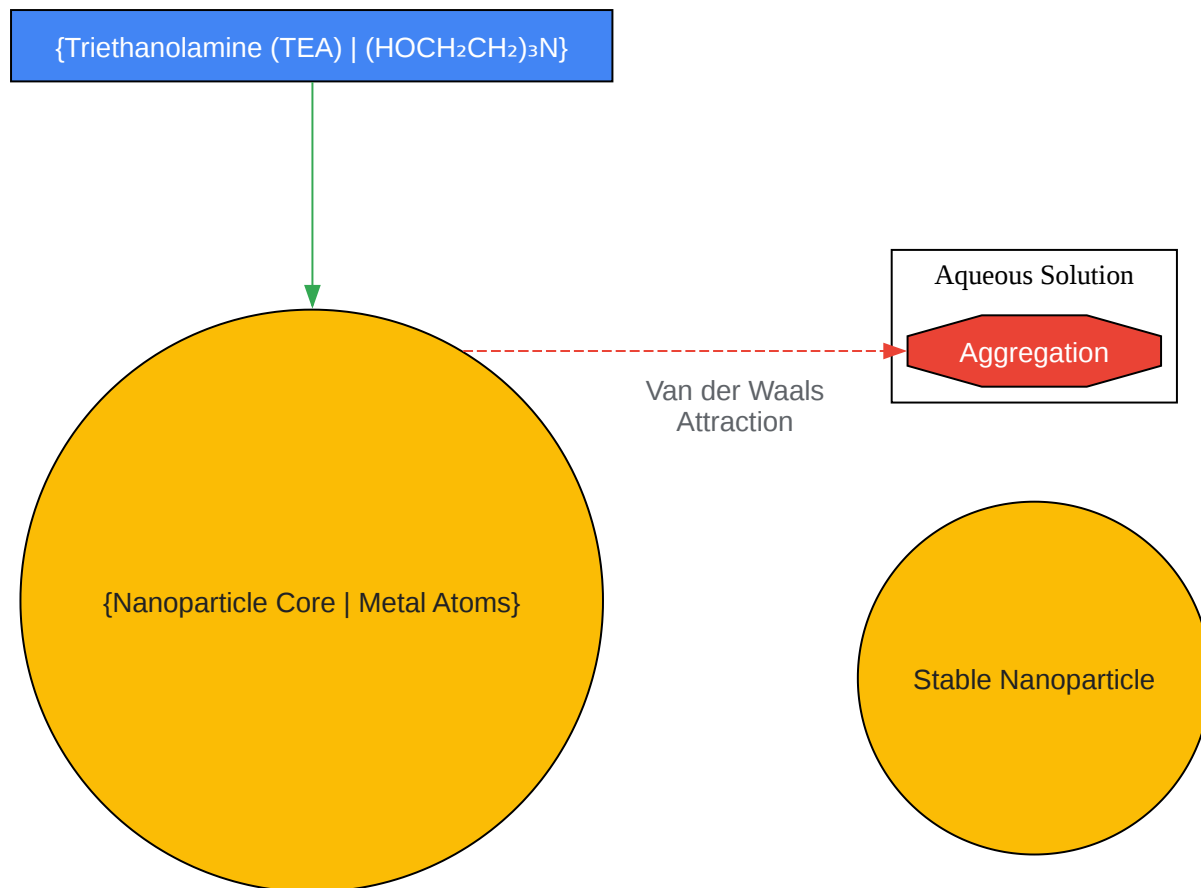 {Triethanolamine (TEA) | (HOCH₂CH₂)₃N}
Aqueous Solution
Aggregation
Van der Waals
Attraction
{Nanoparticle Core | Metal Atoms}
Stable Nanoparticle